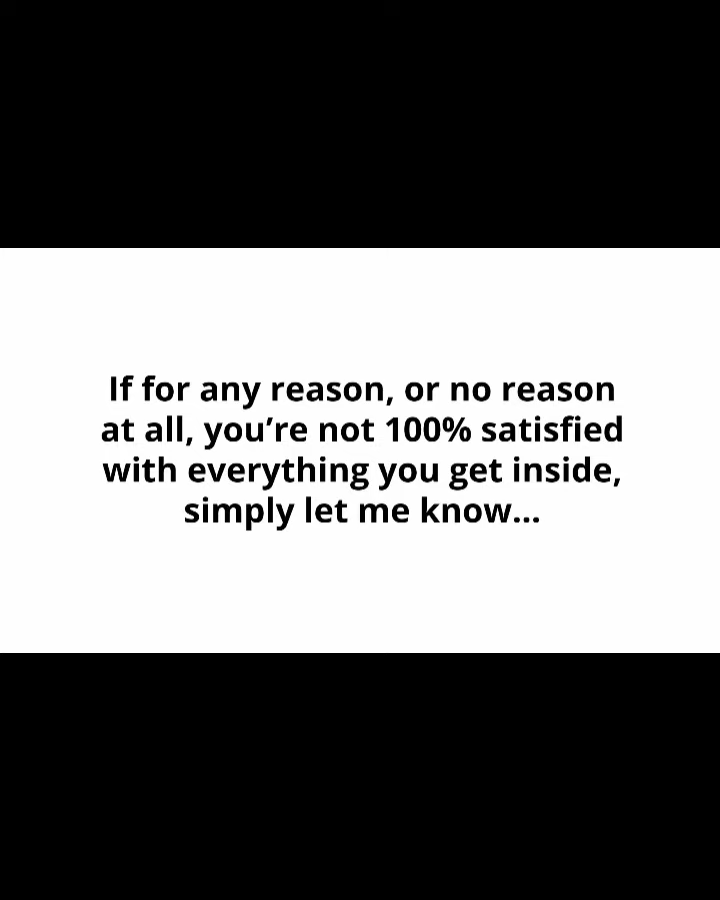 If for any reason, or no reason
at all, you’re not 100% satisfied
with everything you get inside,
simply let me know...